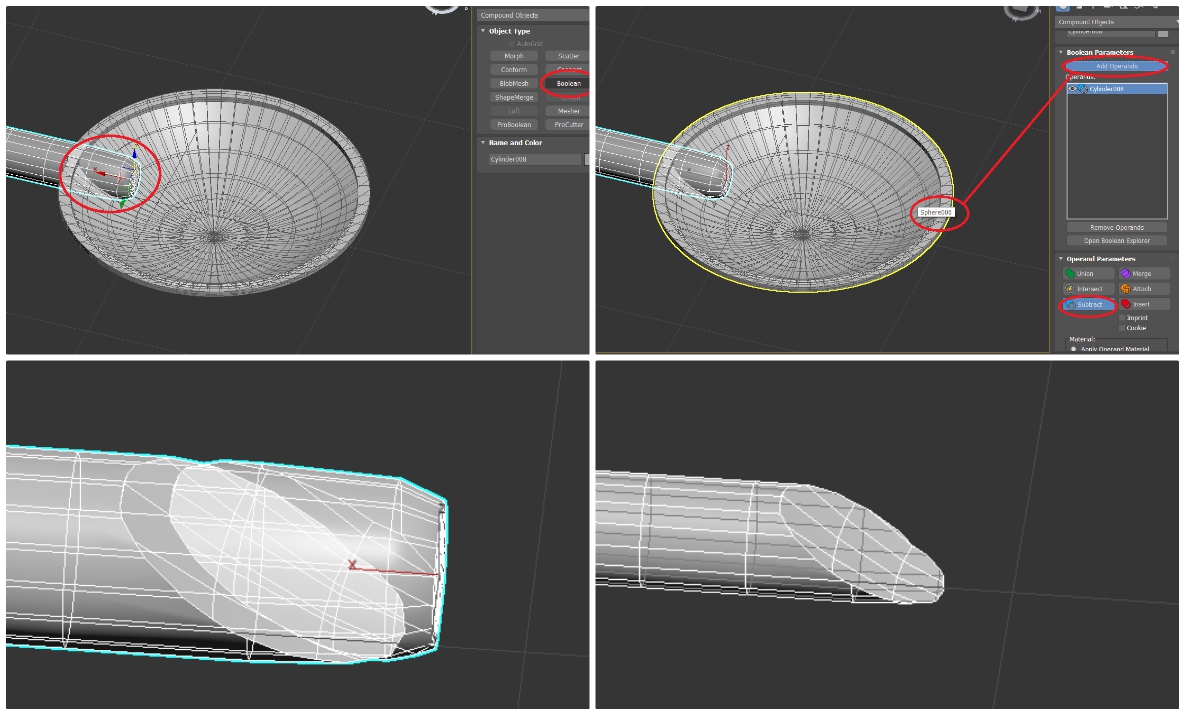 Compound Objects
Object Type
AutoGrid
Morph Scatter
Conform Connect
BlobMesh Boolean
ShapeMerge
Loft Mesher
ProBoolean ProCutter
Name and Color
Cylinder008
Compound Objects
Cylinder008
Boolean Parameters
Add Operands
Operands:
Cylinder008
Sphere006
Remove Operands
Open Boolean Explorer
Operand Parameters
Union Merge
Intersect Attach
Subtract Insert
Imprint
Cookie
Material:
Apply Operand Material
Z
X